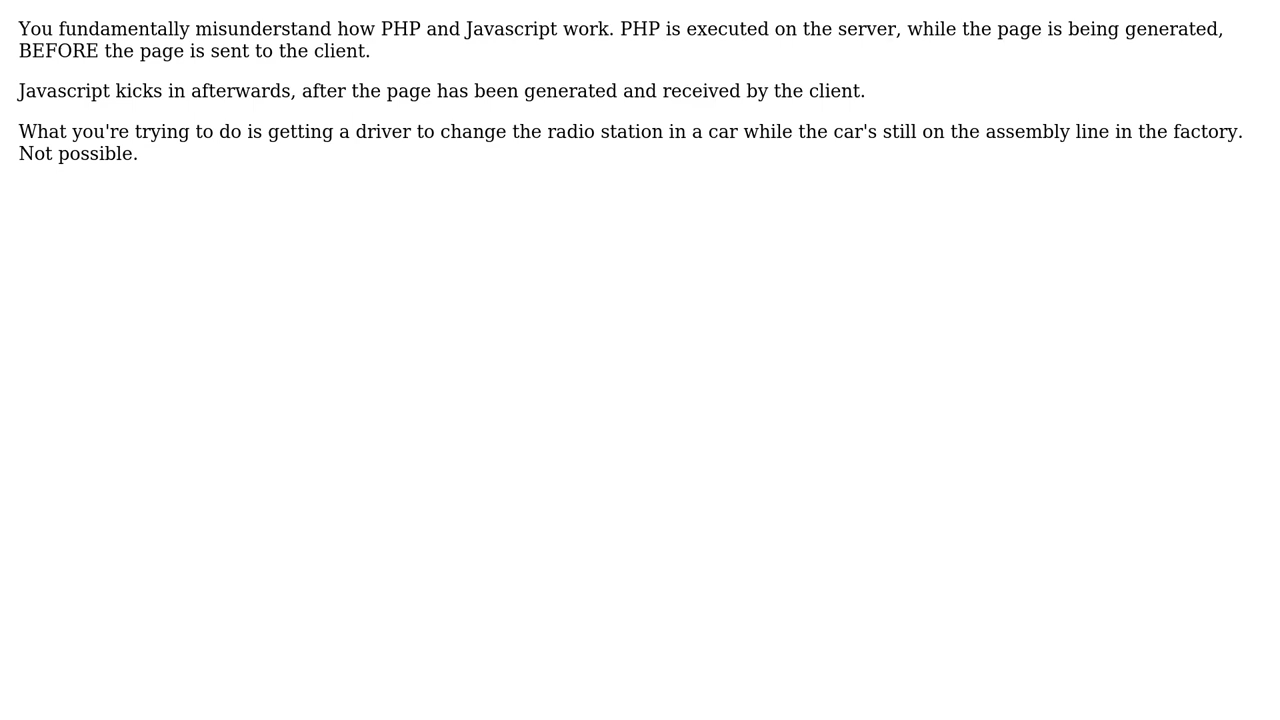 You fundamentally misunderstand how PHP and Javascript work. PHP is executed on the server, while the page is being generated,
BEFORE the page is sent to the client.
Javascript kicks in afterwards, after the page has been generated and received by the client.
What you're trying to do is getting a driver to change the radio station in a car while the car's still on the assembly line in the factory.
Not possible.